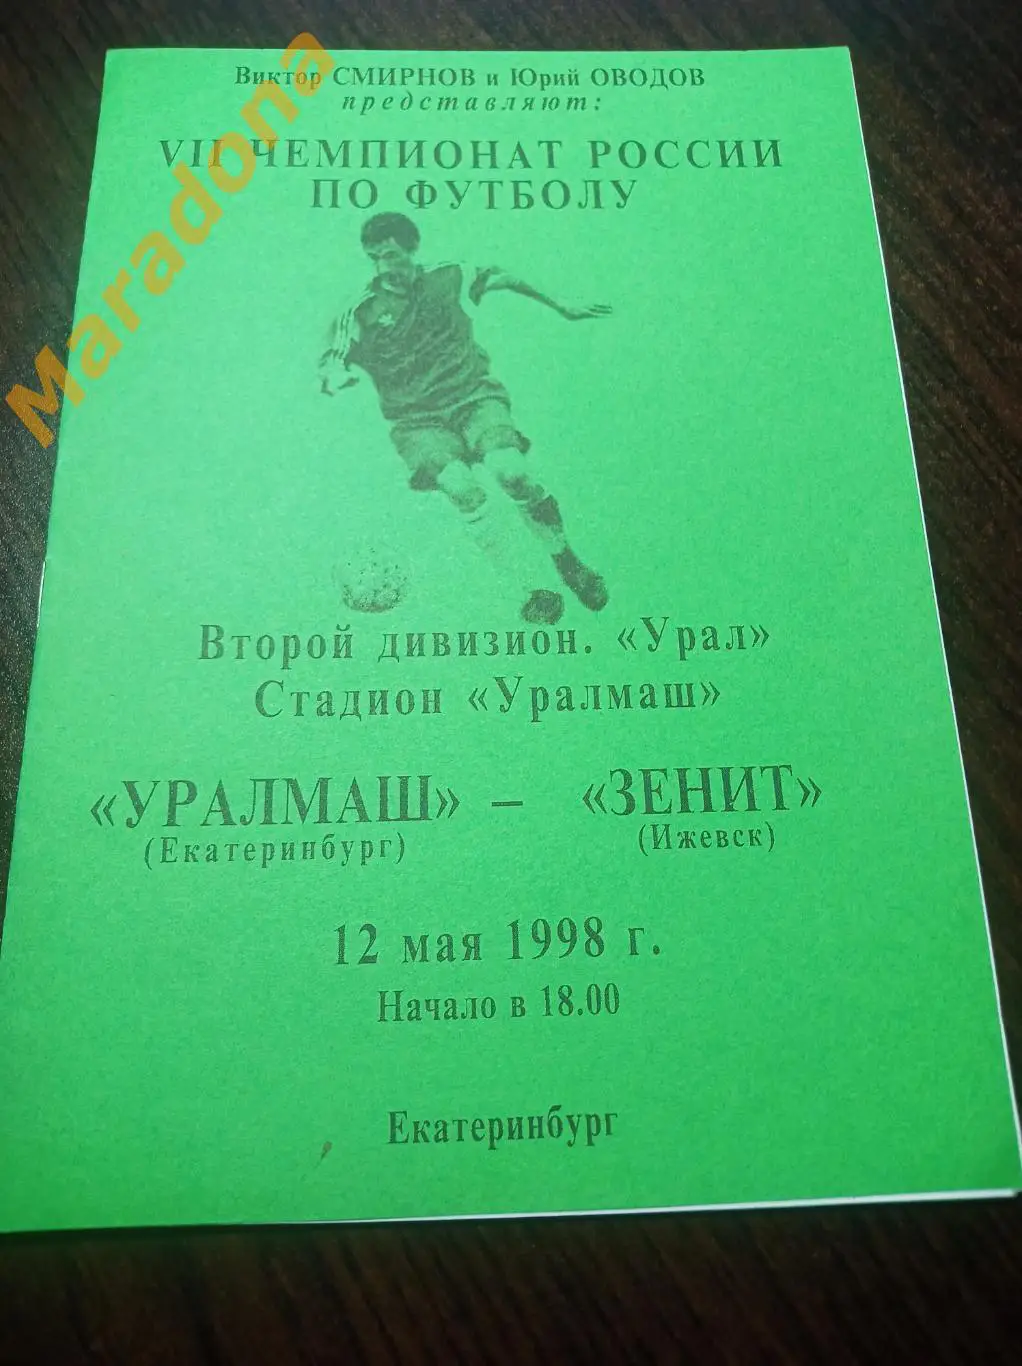 Виктор СМИРНОВ и Юрий ОВОДОВ
представляют:
VII ЧЕМПИОНАТ РОССИИ
ПО ФУТБОЛУ
Второй дивизион. «Урал»
Стадион «Уралмаш»
«УРАЛМАШ» – «ЗЕНИТ»
(Екатеринбург) (Ижевск)
12 мая 1998 г.
Начало в 18.00
Екатеринбург
Maradona